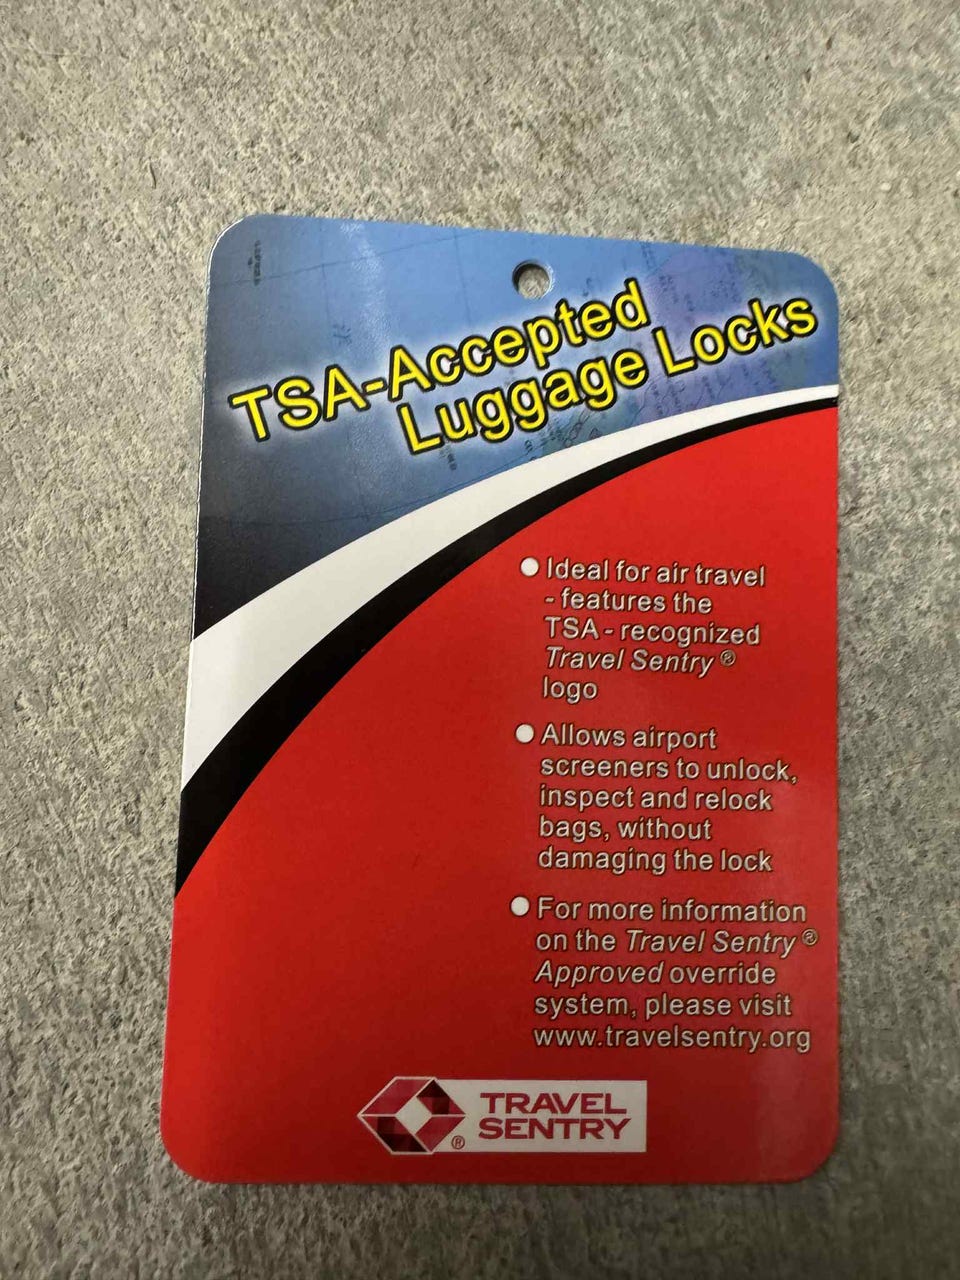 TSA-Accepted
Luggage Locks
Ideal for air travel
- features the
TSA - recognized
Travel Sentry ®
logo
Allows airport
screeners to unlock,
inspect and relock
bags, without
damaging the lock
For more information
on the Travel Sentry ®
Approved override
system, please visit
www.travelsentry.org
TRAVEL
SENTRY
®